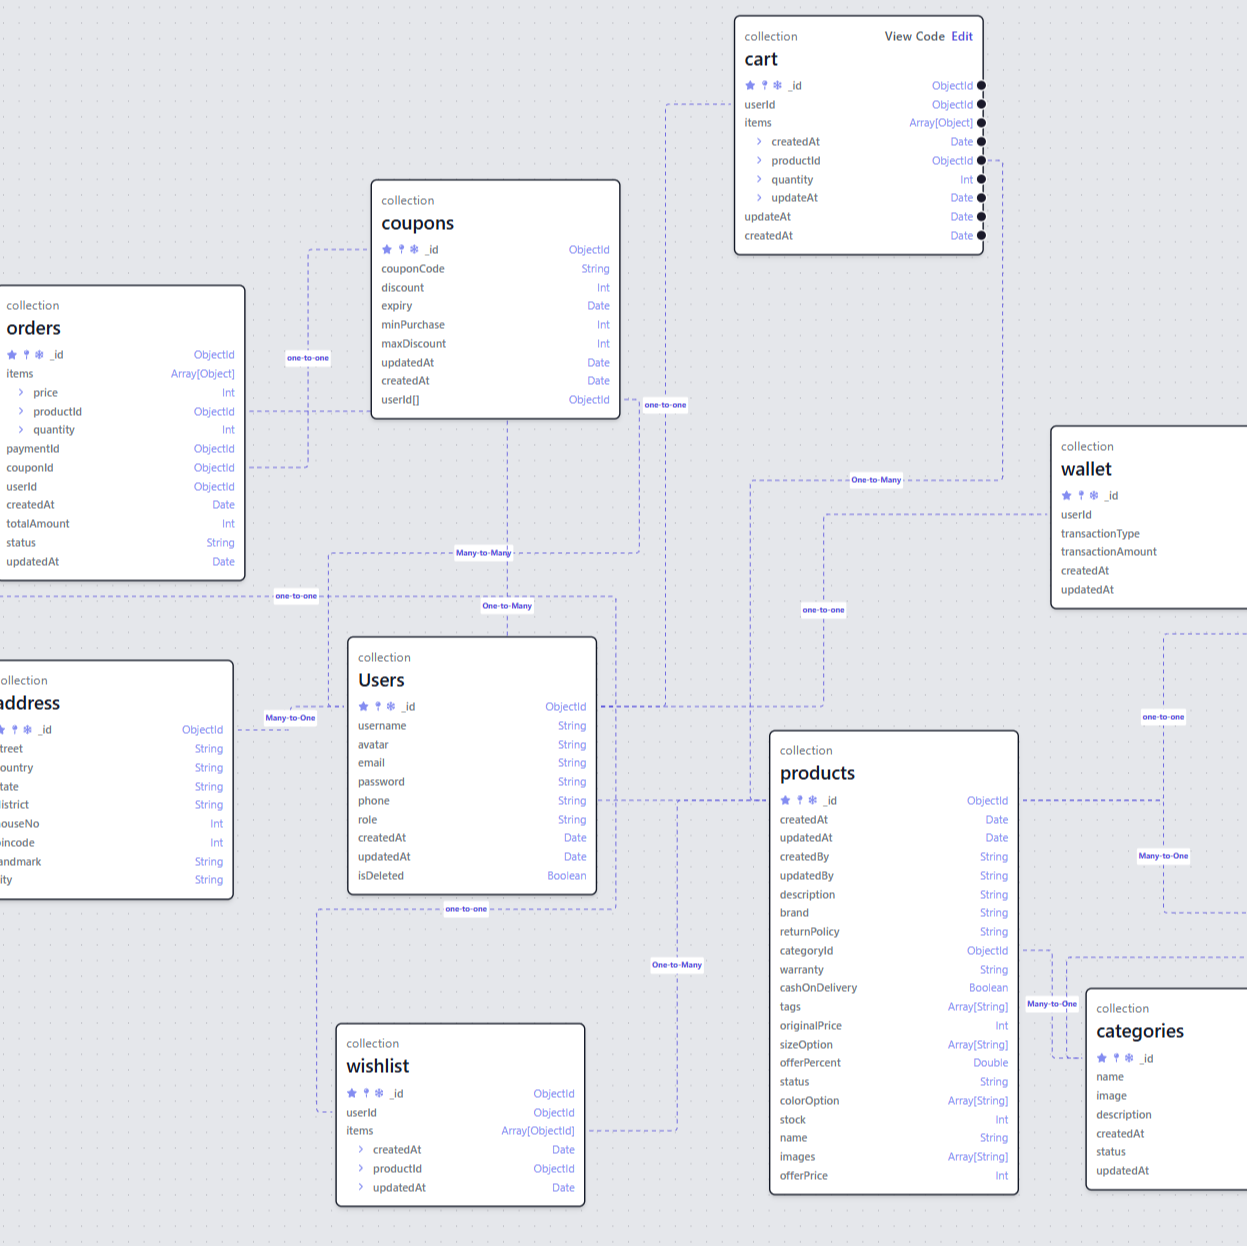 collection View Code Edit
cart
_id ObjectId
userId ObjectId
items Array[Object]
createdAt Date
productId ObjectId
quantity Int
updateAt Date
updateAt Date
createdAt Date
collection
coupons
_id ObjectId
couponCode String
discount Int
expiry Date
minPurchase Int
maxDiscount Int
updatedAt Date
createdAt Date
userId[] ObjectId
collection
orders
_id ObjectId
items Array[Object]
price Int
productId ObjectId
quantity Int
paymentId ObjectId
couponId ObjectId
userId ObjectId
createdAt Date
totalAmount Int
status String
updatedAt Date
one-to-one
one-to-one
One-to-Many
collection
wallet
_id
userId
transactionType
transactionAmount
createdAt
updatedAt
Many-to-Many
one-to-one
One-to-Many
one-to-one
collection
Users
_id ObjectId
username String
avatar String
email String
password String
phone String
role String
createdAt Date
updatedAt Date
isDeleted Boolean
ollection
address
_id ObjectId
treet String
ountry String
tate String
istrict String
ouseNo Int
incode Int
andmark String
ity String
Many-to-One
one-to-one
one-to-one
One-to-Many
collection
products
_id ObjectId
createdAt Date
updatedAt Date
createdBy String
updatedBy String
description String
brand String
returnPolicy String
categoryId ObjectId
warranty String
cashOnDelivery Boolean
tags Array[String]
originalPrice Int
sizeOption Array[String]
offerPercent Double
status String
colorOption Array[String]
stock Int
name String
images Array[String]
offerPrice Int
Many-to-One
Many-to-One
collection
wishlist
_id ObjectId
userId ObjectId
items Array[ObjectId]
createdAt Date
productId ObjectId
updatedAt Date
collection
categories
_id
name
image
description
createdAt
status
updatedAt